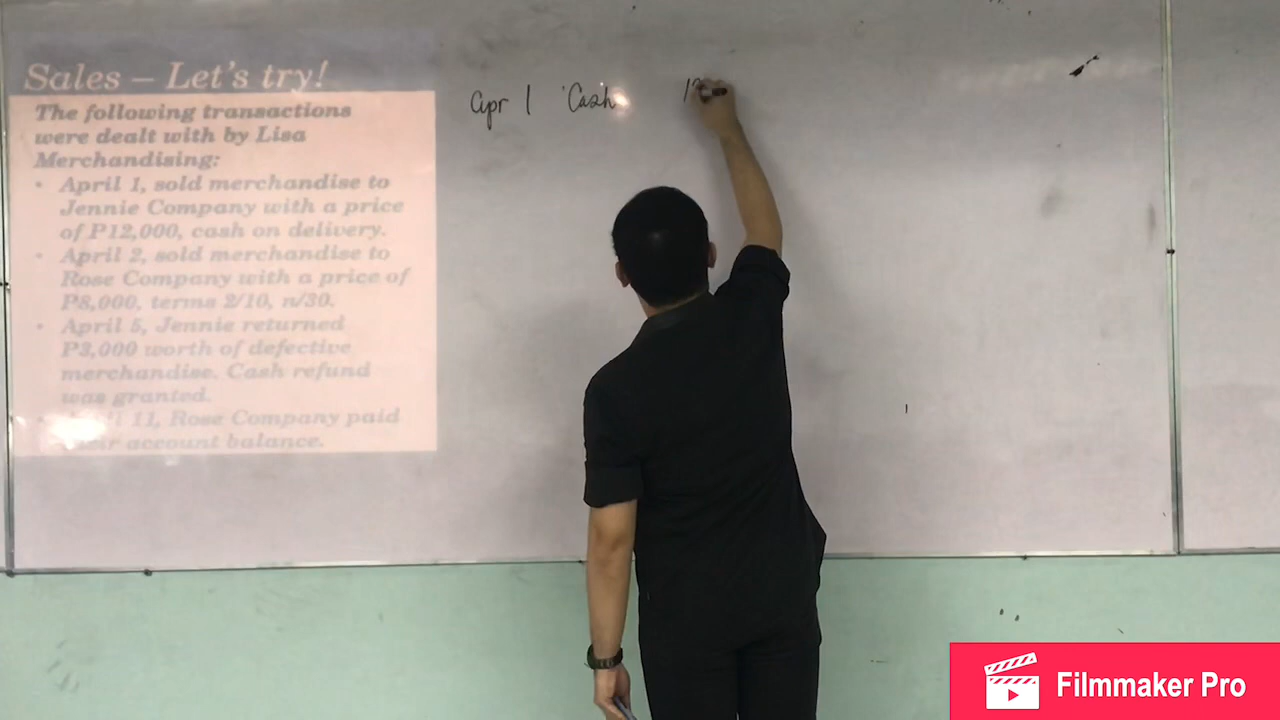 Sales – Let's try!
The following transactions
were dealt with by Lisa
Merchandising:
• April 1, sold merchandise to
Jennie Company with a price
of P12,000, cash on delivery.
• April 2, sold merchandise to
Rose Company with a price of
P8,000, terms 2/10, n/30.
• April 5, Jennie returned
P3,000 worth of defective
merchandise. Cash refund
was granted.
11, Rose Company paid
account balance.
Apr 1 Cash
Filmmaker Pro